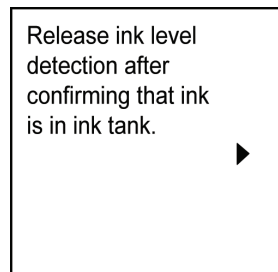 Release ink level
detection after
confirming that ink
is in ink tank.